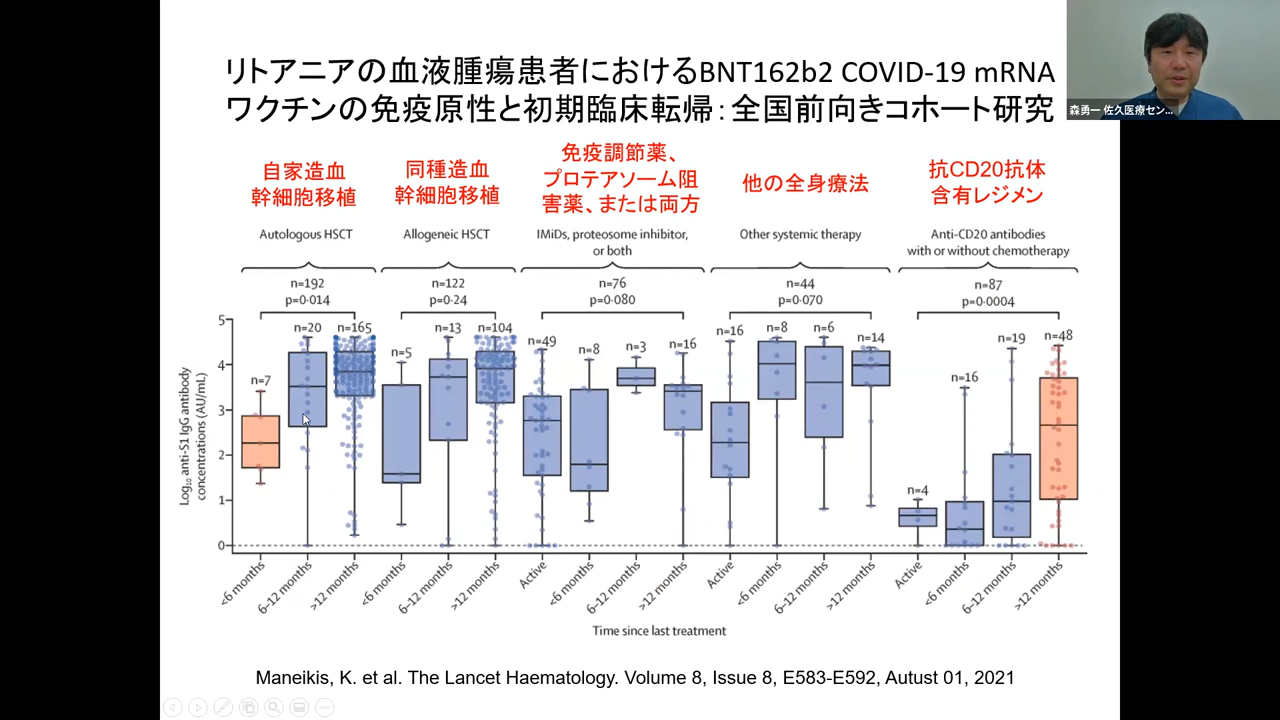 リトアニアの血液腫瘍患者におけるBNT162b2 COVID-19 mRNA
ワクチンの免疫原性と初期臨床転帰：全国前向きコホート研究
森勇一 佐久医療セン...
自家造血
幹細胞移植
同種造血
幹細胞移植
免疫調節薬、
プロテアソーム阻
害薬、または両方
他の全身療法
抗CD20抗体
含有レジメン
Autologous HSCT
Allogeneic HSCT
IMiDs, proteosome inhibitor,
or both
Other systemic therapy
Anti-CD20 antibodies
with or without chemotherapy
n=192
p=0·014
n=122
p=0·24
n=76
p=0·080
n=44
p=0·070
n=87
p=0·0004
Log₁₀ anti-S1 IgG antibody
concentrations (AU/mL)
5
4
3
2
1
0
n=7
n=20
n=165
n=5
n=13
n=104
n=49
n=8
n=3
n=16
n=16
n=8
n=6
n=14
n=4
n=16
n=19
n=48
<6 months
6–12 months
>12 months
<6 months
6–12 months
>12 months
Active
<6 months
6–12 months
>12 months
Active
<6 months
6–12 months
>12 months
Active
<6 months
6–12 months
>12 months
Time since last treatment
Maneikis, K. et al. The Lancet Haematology. Volume 8, Issue 8, E583-E592, Autust 01, 2021